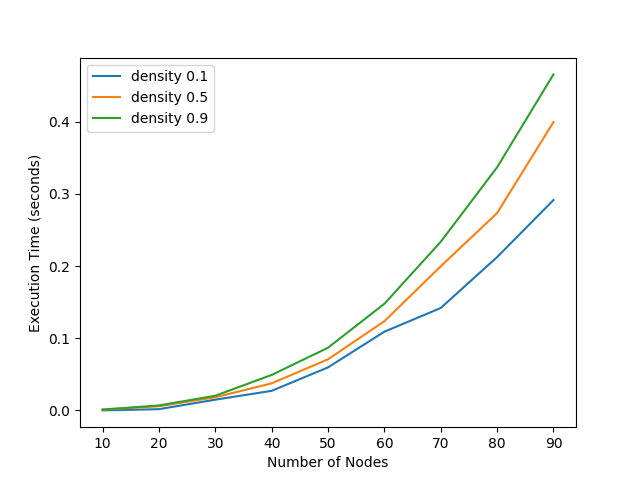 density 0.1
density 0.5
density 0.9
Execution Time (seconds)
0.4
0.3
0.2
0.1
0.0
10 20 30 40 50 60 70 80 90
Number of Nodes